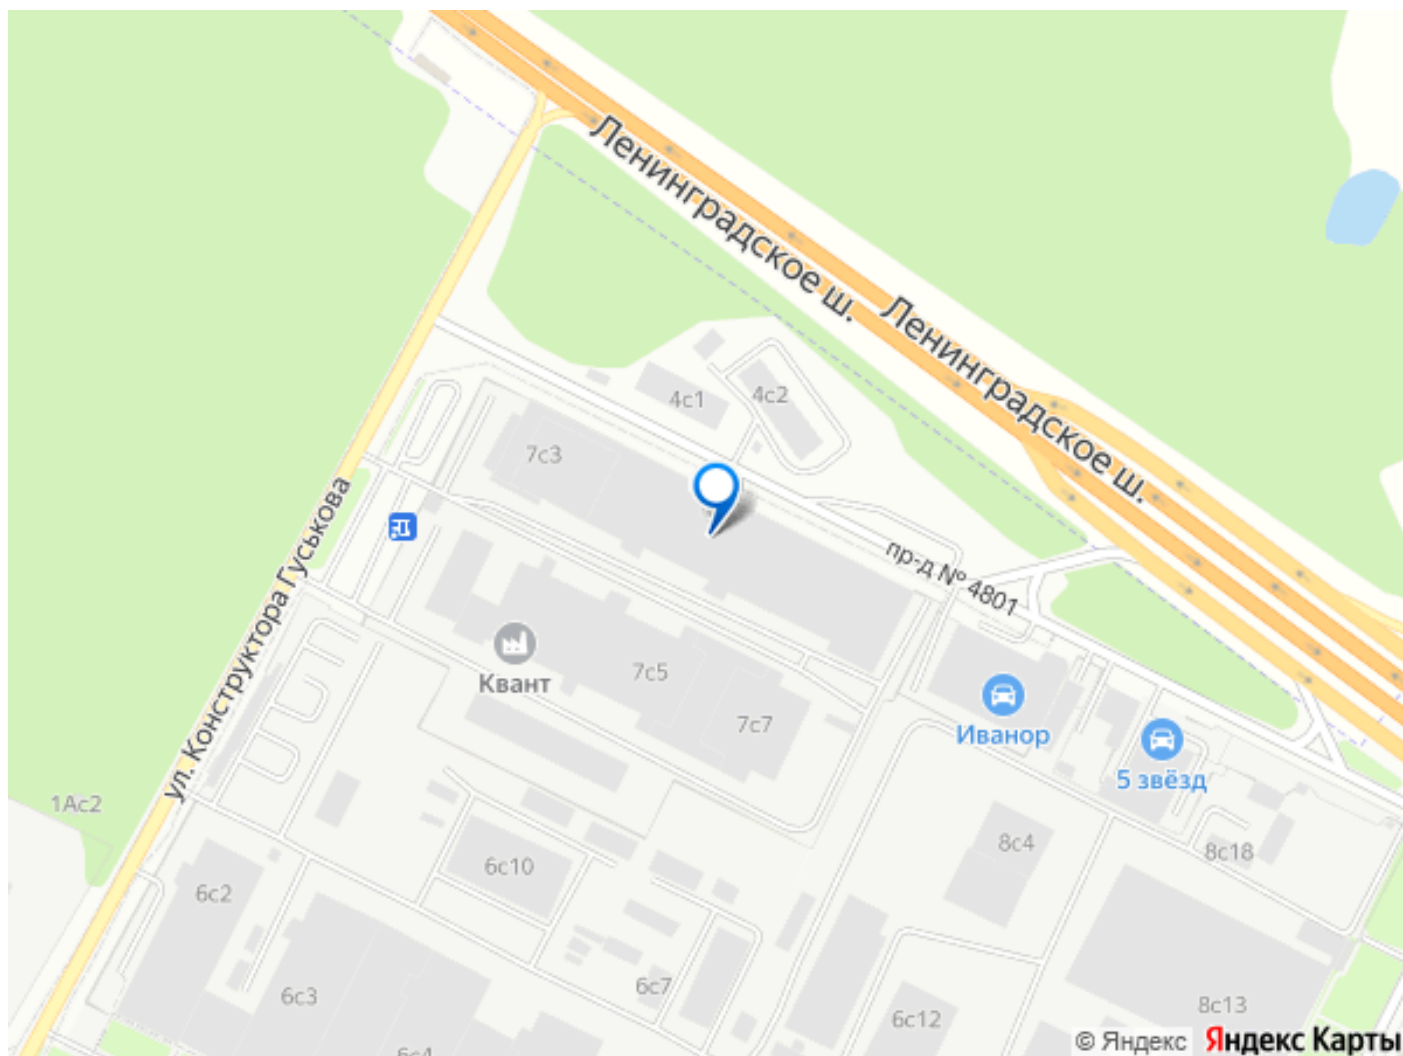 Ленинградское ш.
Ленинградское ш.
4с1
4с2
7с3
ул. Конструктора Гуськова
пр-д № 4801
Квант
7с5
7с7
Иванор
5 звёзд
1Ас2
8с4
8с18
6с10
6с2
6с3
6с7
6с12
8с13
6с4
© Яндекс Яндекс Карты